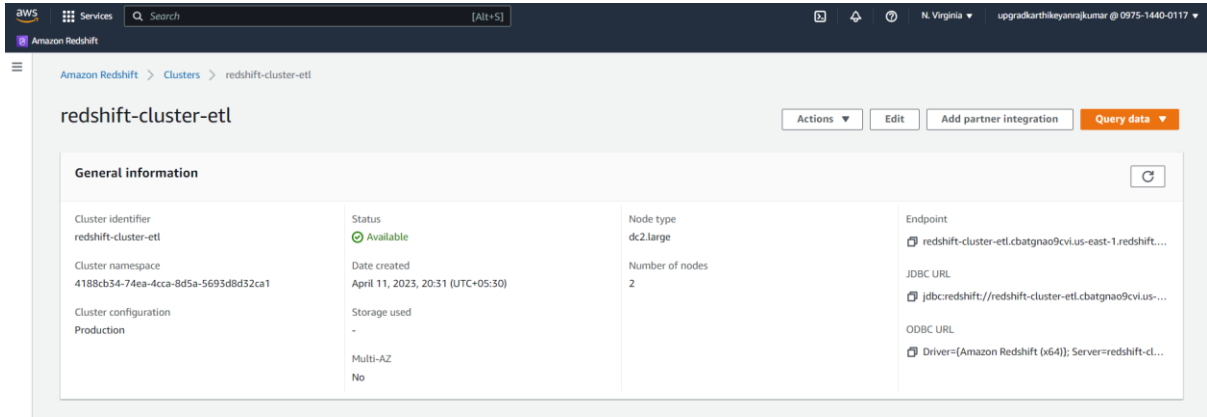 aws
Services
Search
[Alt+S]
N. Virginia ▼
upgradkarthikeyanrajkumar @ 0975-1440-0117 ▼
Amazon Redshift
Amazon Redshift > Clusters > redshift-cluster-etl
redshift-cluster-etl
Actions ▼
Edit
Add partner integration
Query data ▼
General information
Cluster identifier
redshift-cluster-etl
Cluster namespace
4188cb34-74ea-4cca-8d5a-5693d8d32ca1
Cluster configuration
Production
Status
Available
Date created
April 11, 2023, 20:31 (UTC+05:30)
Storage used
-
Multi-AZ
No
Node type
dc2.large
Number of nodes
2
Endpoint
redshift-cluster-etl.cbatgnao9cvi.us-east-1.redshift....
JDBC URL
jdbc:redshift://redshift-cluster-etl.cbatgnao9cvi.us-...
ODBC URL
Driver={Amazon Redshift (x64)}; Server=redshift-cl...